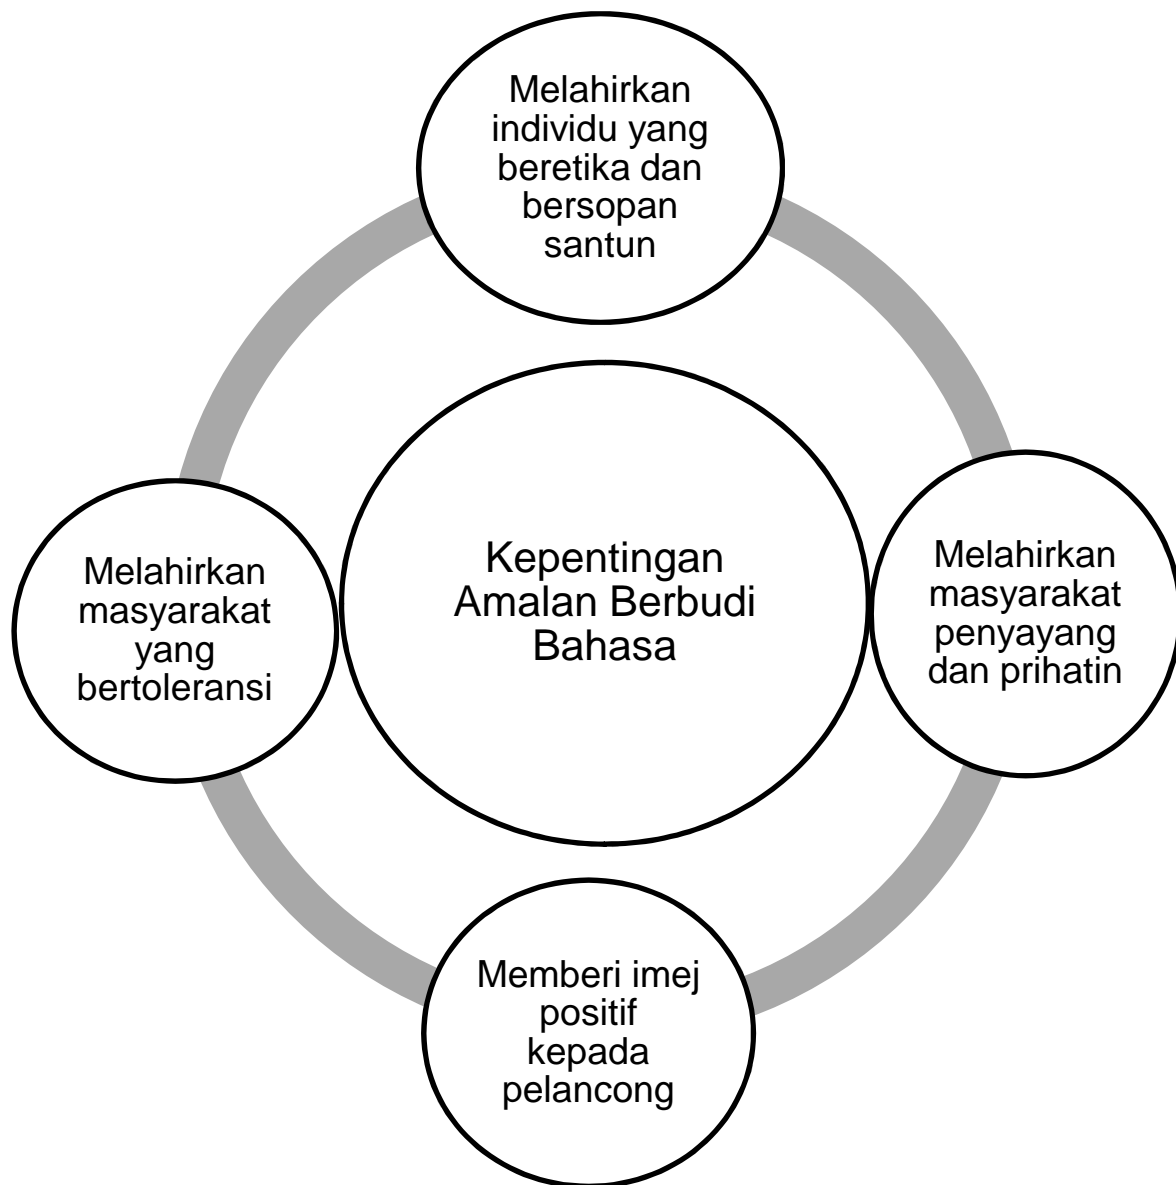 Melahirkan
individu yang
beretika dan
bersopan
santun
Kepentingan
Amalan Berbudi
Bahasa
Melahirkan
masyarakat
penyayang
dan prihatin
Melahirkan
masyarakat
yang
bertoleransi
Memberi imej
positif
kepada
pelancong